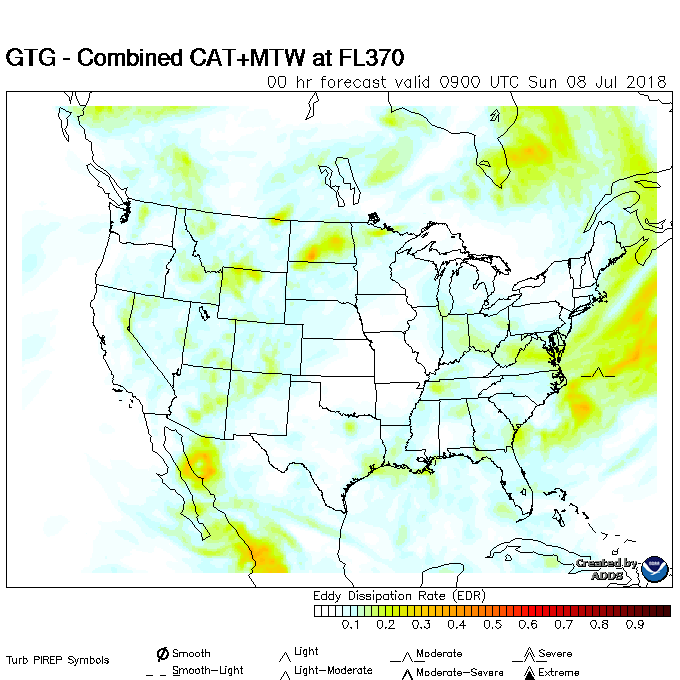 GTG - Combined CAT+MTW at FL370
00 hr forecast valid 0900 UTC Sun 08 Jul 2018
Created by
ADDS
Eddy Dissipation Rate (EDR)
0.1 0.2 0.3 0.4 0.5 0.6 0.7 0.8 0.9
Turb PIREP Symbols
Smooth Light Moderate Severe
Smooth-Light Light-Moderate Moderate-Severe Extreme